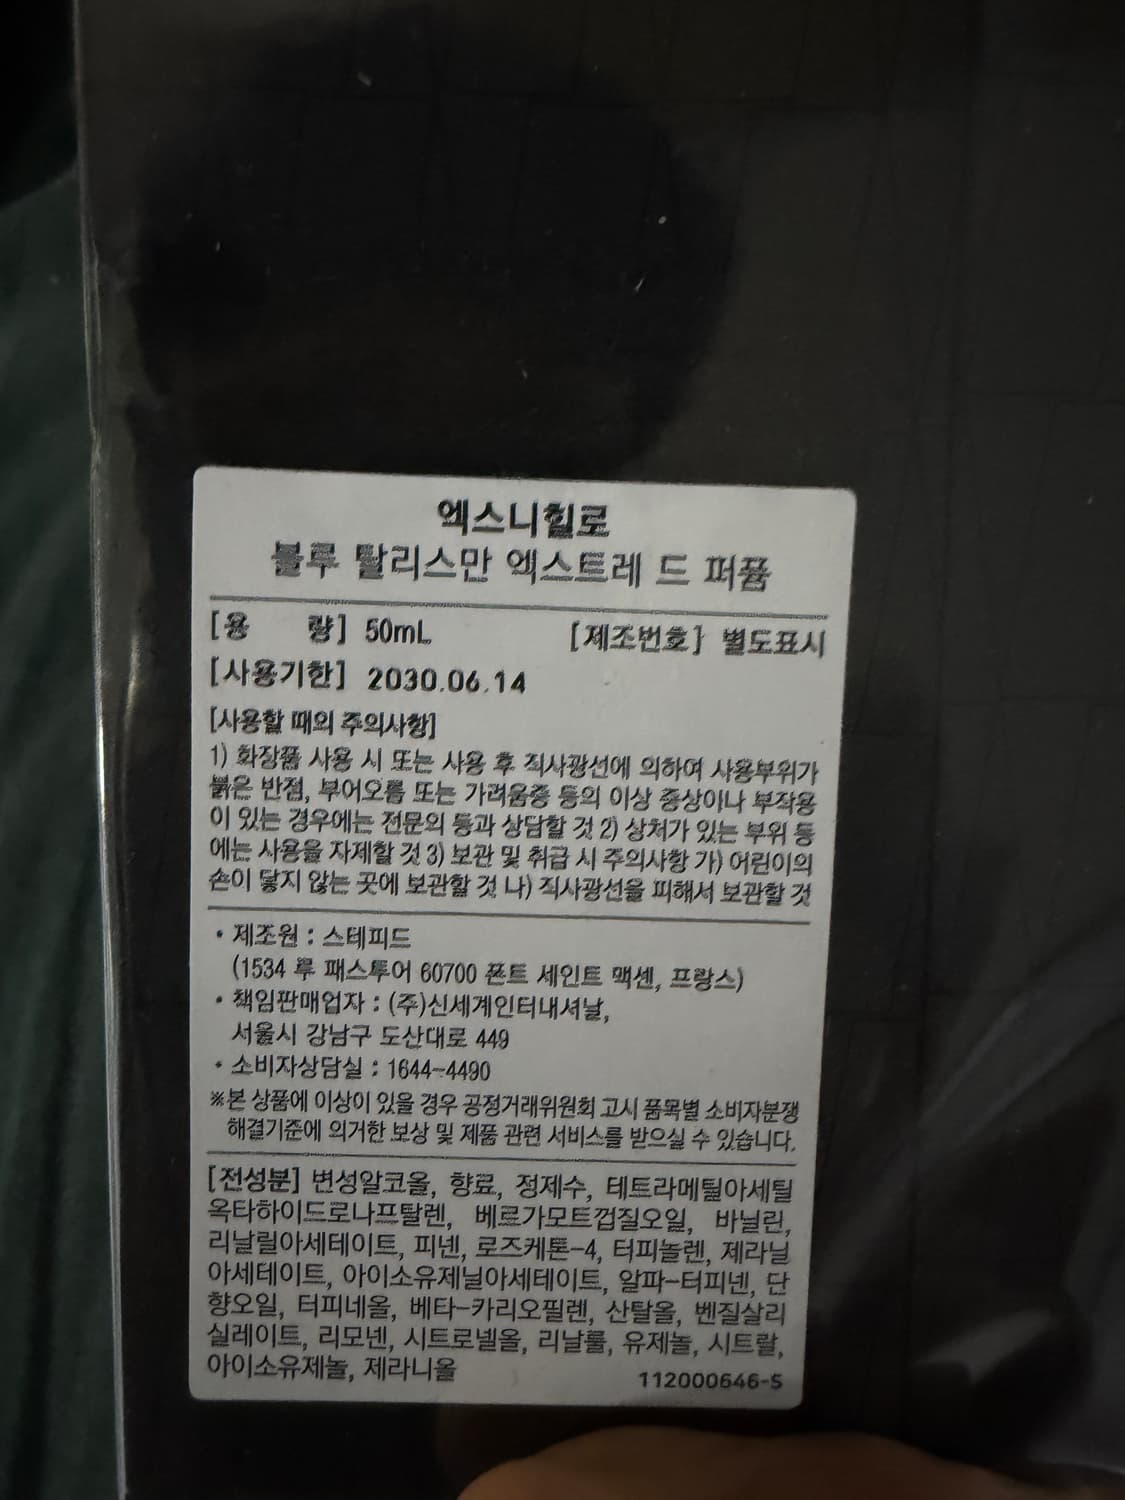 엑스니힐로
블루 탈리스만 엑스트레 드 퍼퓸
[용 량] 50mL [제조번호] 별도표시
[사용기한] 2030.06.14
[사용할 때의 주의사항]
1) 화장품 사용 시 또는 사용 후 직사광선에 의하여 사용부위가
붉은 반점, 부어오름 또는 가려움증 등의 이상 증상이나 부작용
이 있는 경우에는 전문의 등과 상담할 것 2) 상처가 있는 부위 등
에는 사용을 자제할 것 3) 보관 및 취급 시 주의사항 가) 어린이의
손이 닿지 않는 곳에 보관할 것 나) 직사광선을 피해서 보관할 것
• 제조원 : 스테피드
(1534 루 패스투어 60700 폰트 세인트 맥센, 프랑스)
• 책임판매업자 : (주)신세계인터내셔날,
서울시 강남구 도산대로 449
• 소비자상담실 : 1644-4490
※본 상품에 이상이 있을 경우 공정거래위원회 고시 품목별 소비자분쟁
해결기준에 의거한 보상 및 제품 관련 서비스를 받으실 수 있습니다.
[전성분] 변성알코올, 향료, 정제수, 테트라메틸아세틸
옥타하이드로나프탈렌, 베르가모트껍질오일, 바닐린,
리날릴아세테이트, 피넨, 로즈케톤-4, 터피놀렌, 제라닐
아세테이트, 아이소유제닐아세테이트, 알파-터피넨, 단
향오일, 터피네올, 베타-카리오필렌, 산탈올, 벤질살리
실레이트, 리모넨, 시트로넬올, 리날룰, 유제놀, 시트랄,
아이소유제놀, 제라니올
112000646-S